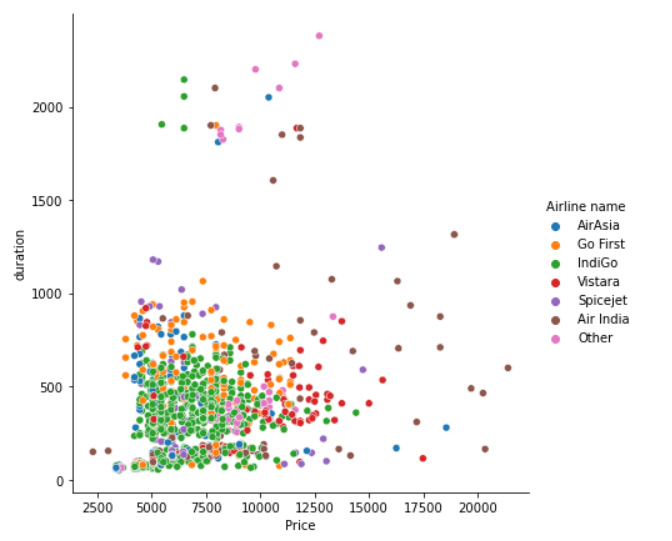 duration
2000
1500
1000
500
0
2500 5000 7500 10000 12500 15000 17500 20000
Price
Airline name
AirAsia
Go First
IndiGo
Vistara
Spicejet
Air India
Other